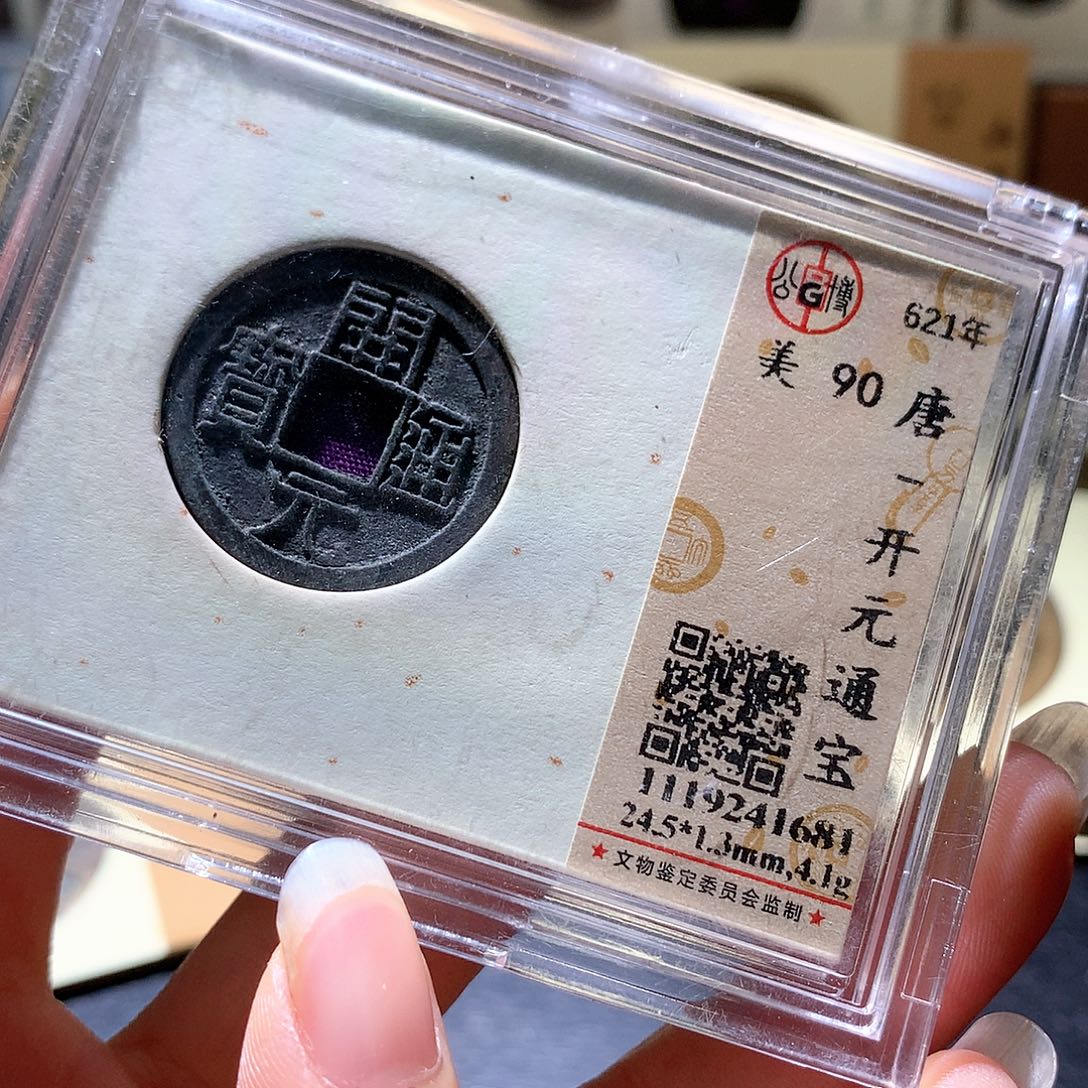 開元通寳
公G博
621年
美 90
唐-开元通宝
1119241681
24.5*1.3mm,4.1g
★文物鉴定委员会监制★